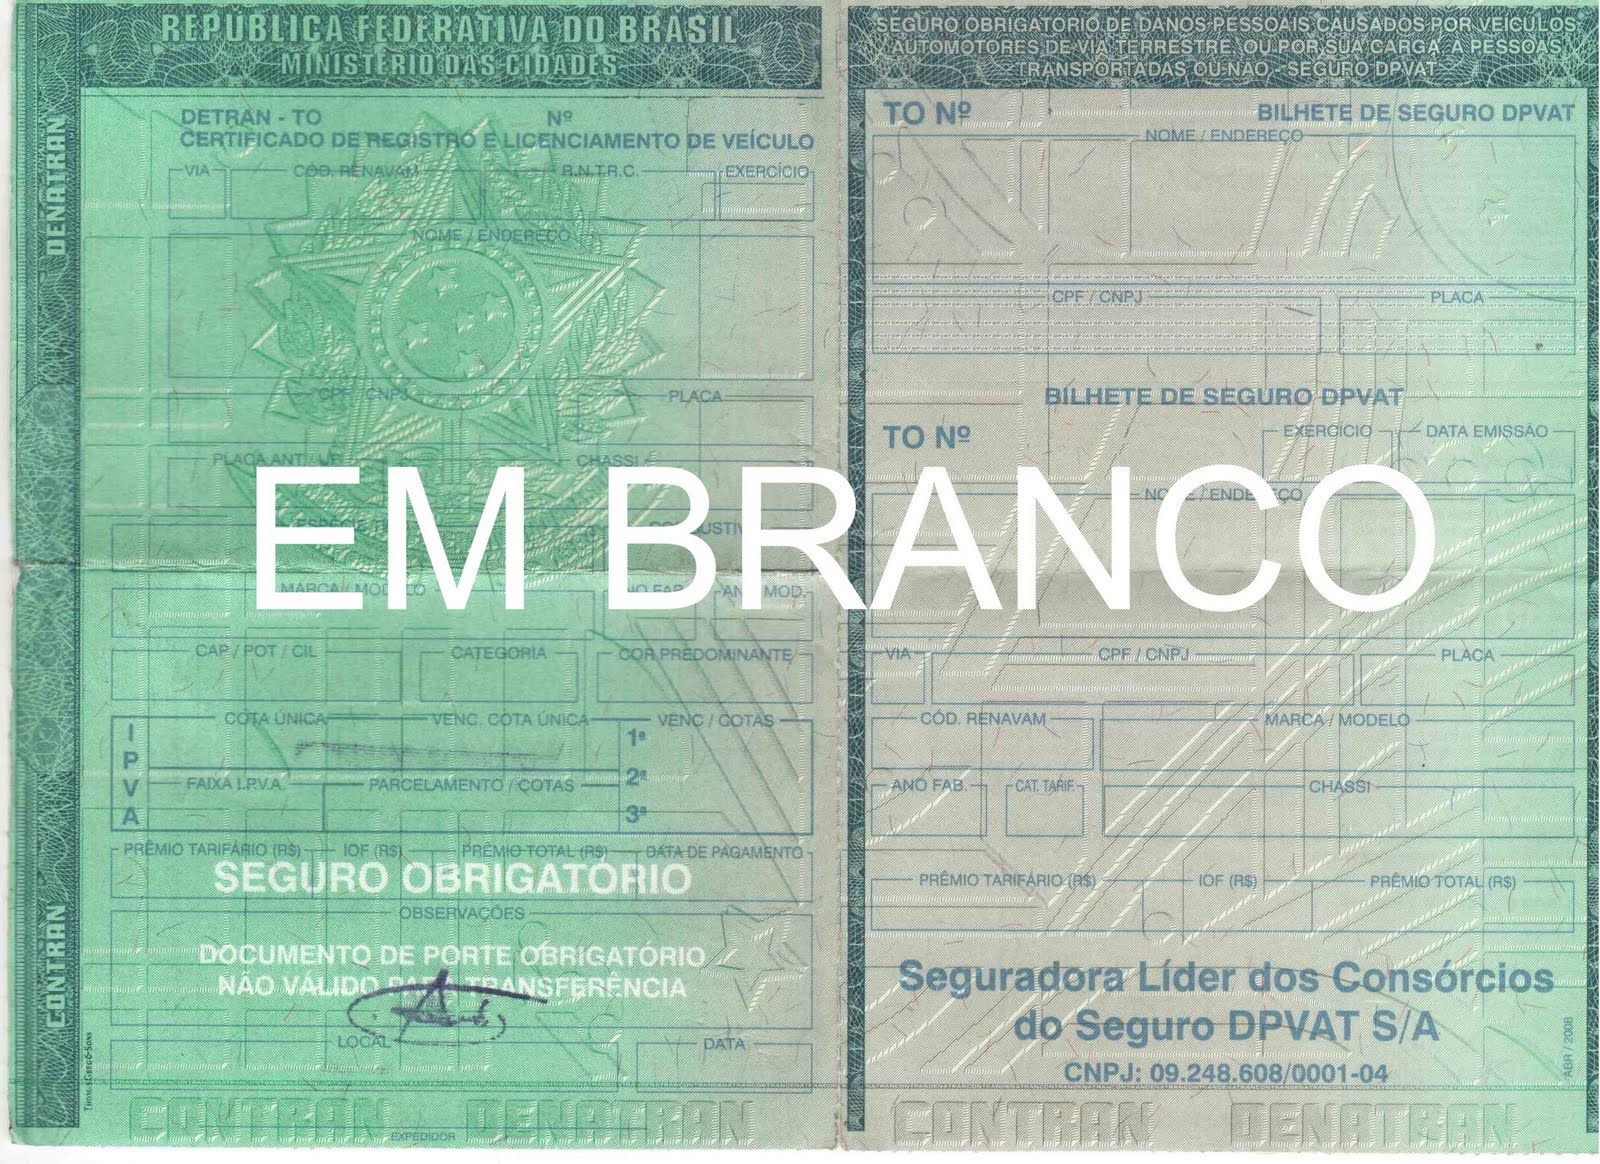 REPÚBLICA FEDERATIVA DO BRASIL
MINISTÉRIO DAS CIDADES
DENATRAN
CONTRAN
DETRAN - TO Nº
CERTIFICADO DE REGISTRO E LICENCIAMENTO DE VEÍCULO
VIA CÓD. RENAVAM R.N.T.R.C. EXERCÍCIO
NOME / ENDEREÇO
CPF / CNPJ PLACA
PLACA ANT. / UF CHASSI
MARCA / MODELO ANO FAB. ANO MOD.
CAP / POT / CIL CATEGORIA COR PREDOMINANTE
IPVA
COTA ÚNICA VENC. COTA ÚNICA VENC / COTAS
1ª
FAIXA I.P.V.A. PARCELAMENTO / COTAS 2ª
3ª
PRÊMIO TARIFÁRIO (R$) IOF (R$) PRÊMIO TOTAL (R$) DATA DE PAGAMENTO
SEGURO OBRIGATÓRIO
OBSERVAÇÕES
DOCUMENTO DE PORTE OBRIGATÓRIO
NÃO VÁLIDO PARA TRANSFERÊNCIA
LOCAL DATA
THOMAS GREG & SONS
CONTRAN DENATRAN
EXPEDIDOR
SEGURO OBRIGATÓRIO DE DANOS PESSOAIS CAUSADOS POR VEÍCULOS
AUTOMOTORES DE VIA TERRESTRE, OU POR SUA CARGA, A PESSOAS
TRANSPORTADAS OU NÃO - SEGURO DPVAT
TO Nº BILHETE DE SEGURO DPVAT
NOME / ENDEREÇO
CPF / CNPJ PLACA
BILHETE DE SEGURO DPVAT
TO Nº EXERCÍCIO DATA EMISSÃO
EM BRANCO
NOME / ENDEREÇO
VIA CPF / CNPJ PLACA
CÓD. RENAVAM MARCA / MODELO
ANO FAB. CAT. TARIF. CHASSI
PRÊMIO TARIFÁRIO (R$) IOF (R$) PRÊMIO TOTAL (R$)
Seguradora Líder dos Consórcios
do Seguro DPVAT S/A
CNPJ: 09.248.608/0001-04
ABR / 2008
CONTRAN DENATRAN